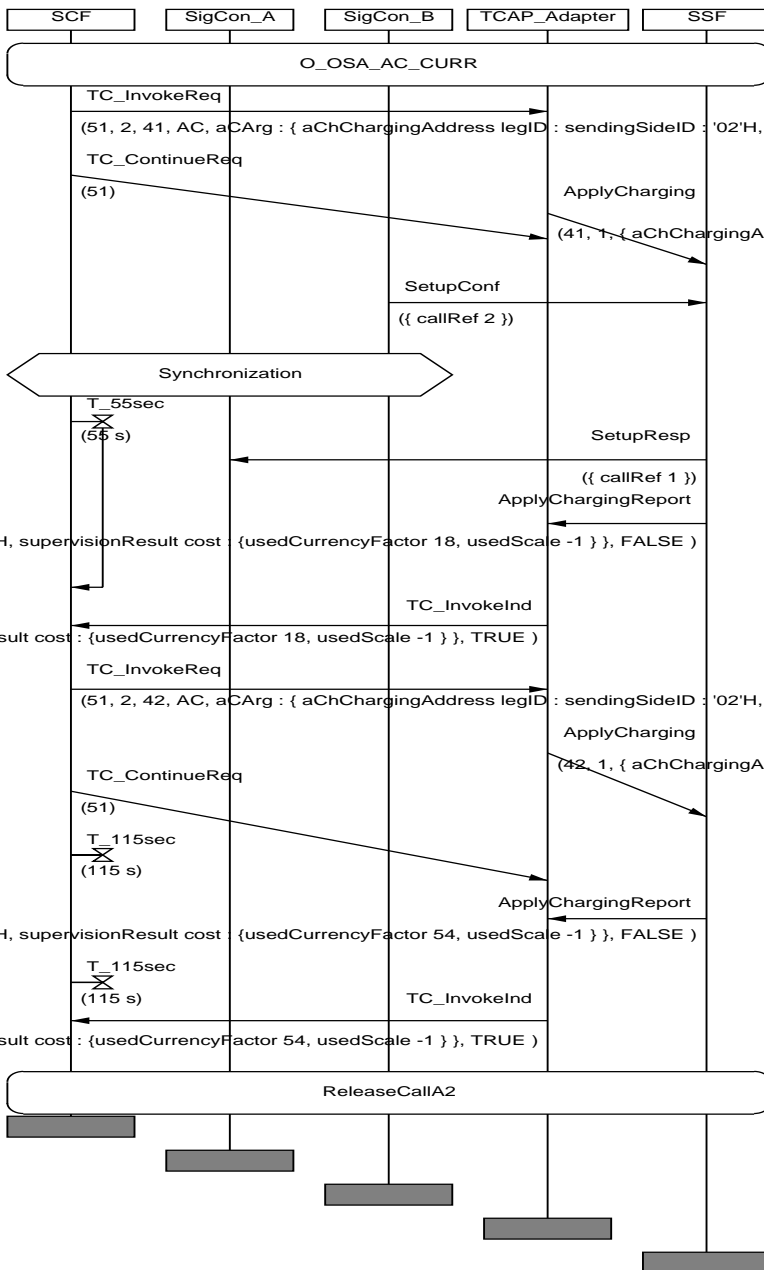 SCF SigCon_A SigCon_B TCAP_Adapter SSF
O_OSA_AC_CURR
TC_InvokeReq
(51, 2, 41, AC, aCArg : { aChChargingAddress legID : sendingSideID : '02'H,
TC_ContinueReq
(51)
ApplyCharging
(41, 1, { aChChargingA
SetupConf
({ callRef 2 })
Synchronization
T_55sec
(55 s)
SetupResp
({ callRef 1 })
ApplyChargingReport
H, supervisionResult cost : {usedCurrencyFactor 18, usedScale -1 } }, FALSE )
TC_InvokeInd
sult cost : {usedCurrencyFactor 18, usedScale -1 } }, TRUE )
TC_InvokeReq
(51, 2, 42, AC, aCArg : { aChChargingAddress legID : sendingSideID : '02'H,
ApplyCharging
(42, 1, { aChChargingA
TC_ContinueReq
(51)
T_115sec
(115 s)
ApplyChargingReport
H, supervisionResult cost : {usedCurrencyFactor 54, usedScale -1 } }, FALSE )
T_115sec
(115 s)
TC_InvokeInd
sult cost : {usedCurrencyFactor 54, usedScale -1 } }, TRUE )
ReleaseCallA2